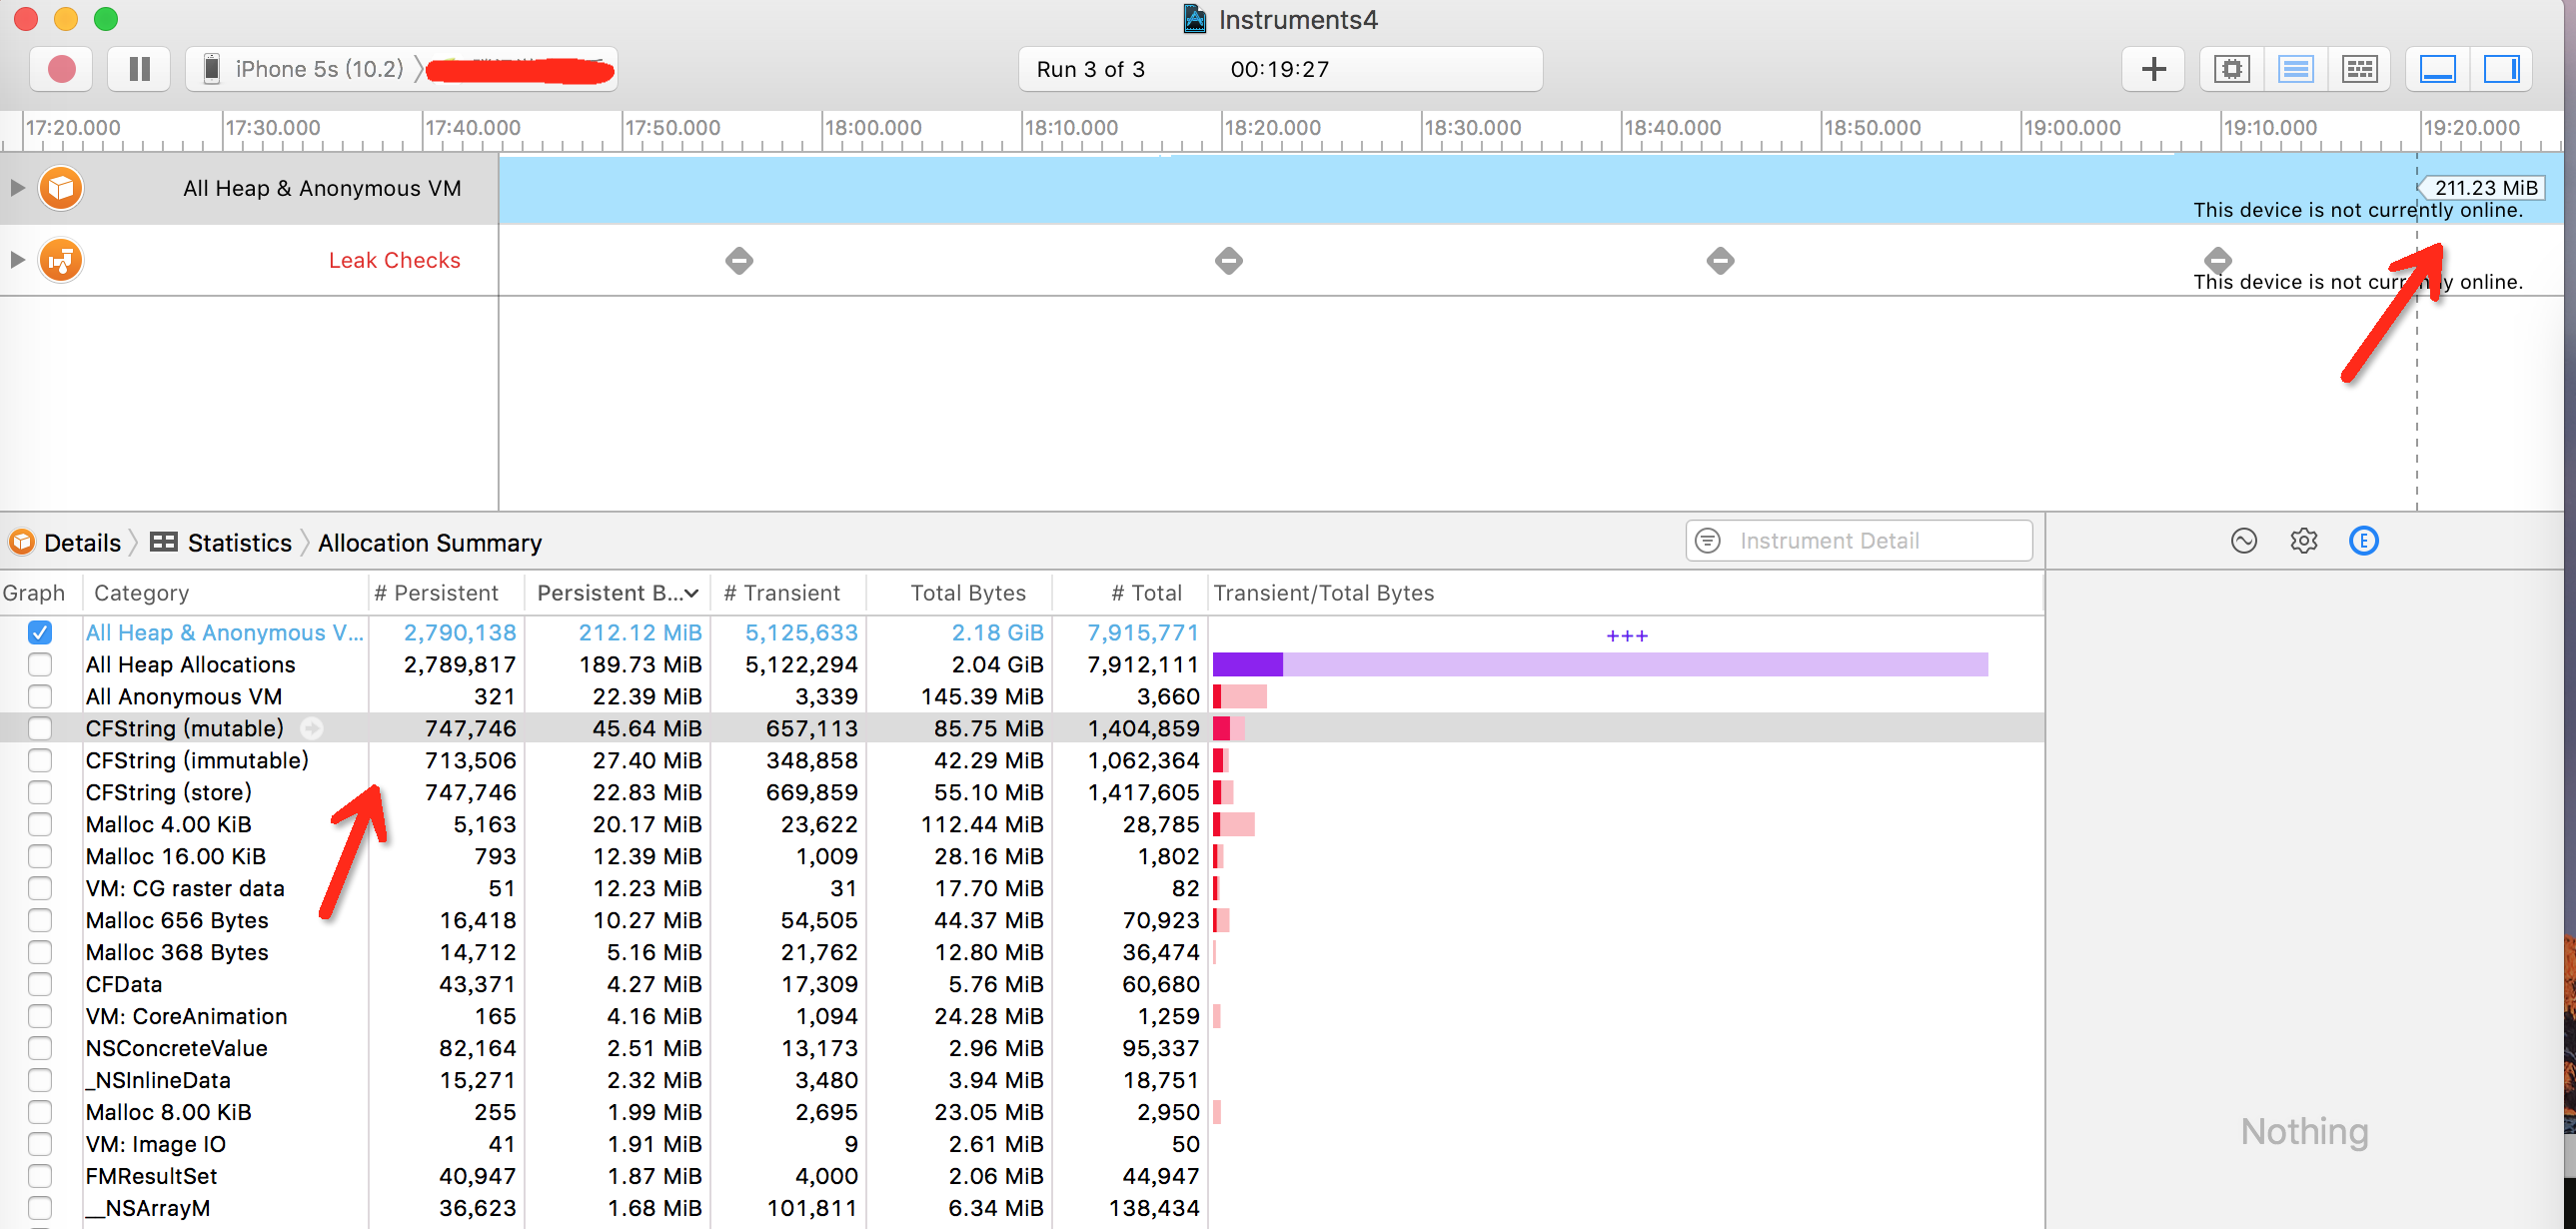 Instruments4
iPhone 5s (10.2)
Run 3 of 3 00:19:27
17:20.000 17:30.000 17:40.000 17:50.000 18:00.000 18:10.000 18:20.000 18:30.000 18:40.000 18:50.000 19:00.000 19:10.000 19:20.000
All Heap & Anonymous VM
211.23 MiB
This device is not currently online.
Leak Checks
This device is not currently online.
Details Statistics Allocation Summary
Instrument Detail
E
Graph Category # Persistent Persistent B... # Transient Total Bytes # Total Transient/Total Bytes
All Heap & Anonymous V... 2,790,138 212.12 MiB 5,125,633 2.18 GiB 7,915,771 +++
All Heap Allocations 2,789,817 189.73 MiB 5,122,294 2.04 GiB 7,912,111
All Anonymous VM 321 22.39 MiB 3,339 145.39 MiB 3,660
CFString (mutable) 747,746 45.64 MiB 657,113 85.75 MiB 1,404,859
CFString (immutable) 713,506 27.40 MiB 348,858 42.29 MiB 1,062,364
CFString (store) 747,746 22.83 MiB 669,859 55.10 MiB 1,417,605
Malloc 4.00 KiB 5,163 20.17 MiB 23,622 112.44 MiB 28,785
Malloc 16.00 KiB 793 12.39 MiB 1,009 28.16 MiB 1,802
VM: CG raster data 51 12.23 MiB 31 17.70 MiB 82
Malloc 656 Bytes 16,418 10.27 MiB 54,505 44.37 MiB 70,923
Malloc 368 Bytes 14,712 5.16 MiB 21,762 12.80 MiB 36,474
CFData 43,371 4.27 MiB 17,309 5.76 MiB 60,680
VM: CoreAnimation 165 4.16 MiB 1,094 24.28 MiB 1,259
NSConcreteValue 82,164 2.51 MiB 13,173 2.96 MiB 95,337
_NSInlineData 15,271 2.32 MiB 3,480 3.94 MiB 18,751
Malloc 8.00 KiB 255 1.99 MiB 2,695 23.05 MiB 2,950
VM: Image IO 41 1.91 MiB 9 2.61 MiB 50
FMResultSet 40,947 1.87 MiB 4,000 2.06 MiB 44,947
__NSArrayM 36,623 1.68 MiB 101,811 6.34 MiB 138,434
Nothing